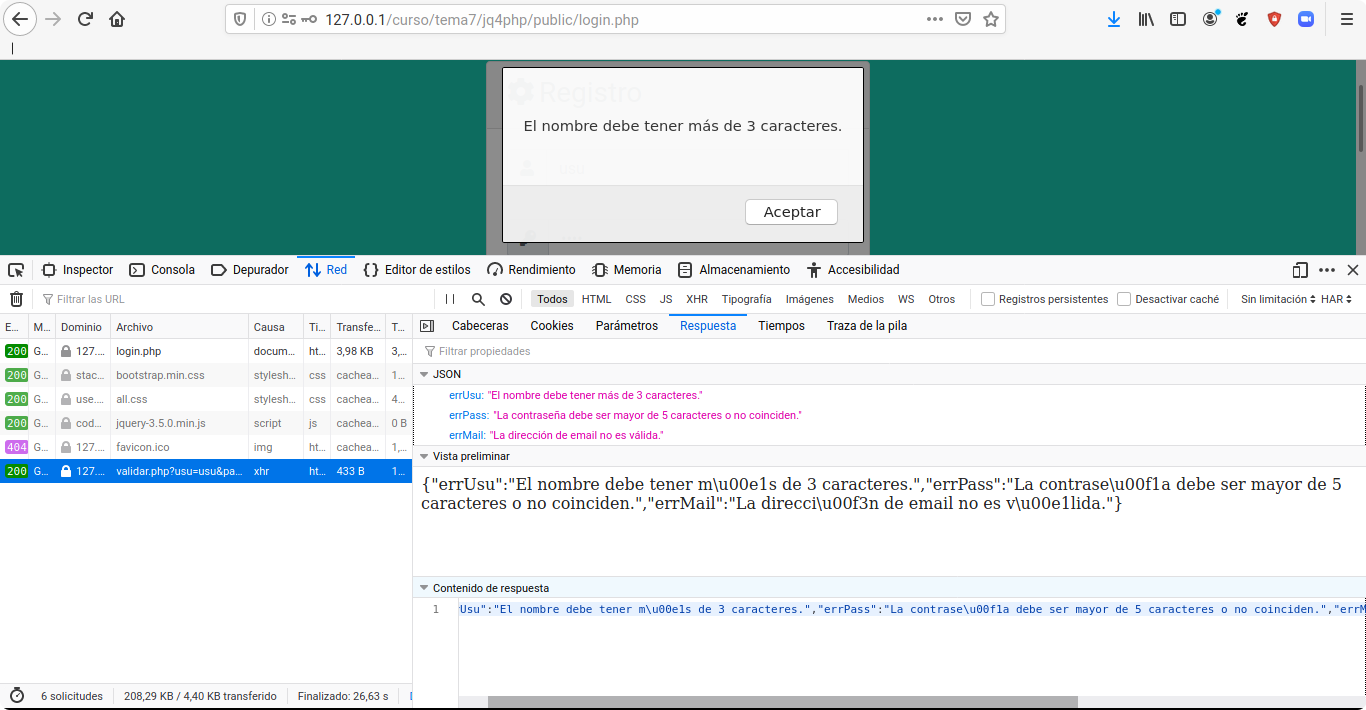 127.0.0.1/curso/tema7/jq4php/public/login.php
Registro
El nombre debe tener más de 3 caracteres.
usu
Aceptar
Inspector Consola Depurador Red Editor de estilos Rendimiento Memoria Almacenamiento Accesibilidad
Filtrar las URL Todos HTML CSS JS XHR Tipografía Imágenes Medios WS Otros Registros persistentes Desactivar caché Sin limitación HAR
E... M... Dominio Archivo Causa Ti... Transfe... T...
200 G... 127.... login.php docum... ht... 3,98 KB 3,...
200 G... stac... bootstrap.min.css stylesh... css cachea... 1...
200 G... use.... all.css stylesh... css cachea... 4...
200 G... cod... jquery-3.5.0.min.js script js cachea... 0 B
404 G... 127.... favicon.ico img ht... cachea... 1,...
200 G... 127.... validar.php?usu=usu&pa... xhr ht... 433 B 1...
6 solicitudes 208,29 KB / 4,40 KB transferido Finalizado: 26,63 s
Cabeceras Cookies Parámetros Respuesta Tiempos Traza de la pila
Filtrar propiedades
JSON
errUsu: "El nombre debe tener más de 3 caracteres."
errPass: "La contraseña debe ser mayor de 5 caracteres o no coinciden."
errMail: "La dirección de email no es válida."
Vista preliminar
{"errUsu":"El nombre debe tener m\u00e1s de 3 caracteres.","errPass":"La contrase\u00f1a debe ser mayor de 5
caracteres o no coinciden.","errMail":"La direcci\u00f3n de email no es v\u00e1lida."}
Contenido de respuesta
1 rUsu":"El nombre debe tener m\u00e1s de 3 caracteres.","errPass":"La contrase\u00f1a debe ser mayor de 5 caracteres o no coinciden.","errM